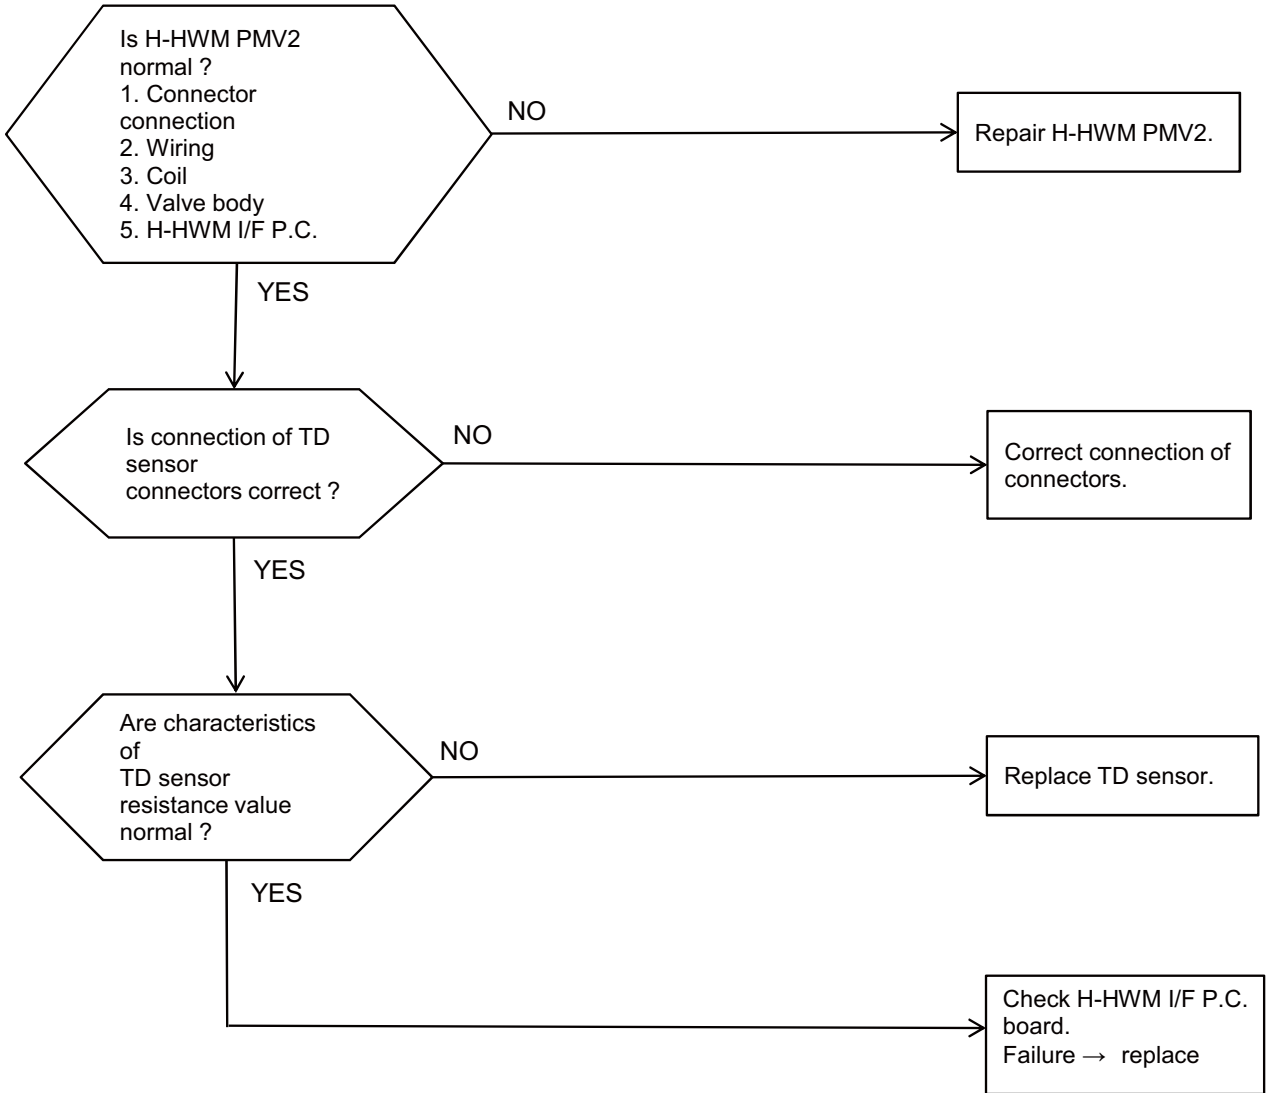 Is H-HWM PMV2
normal ?
1. Connector
connection
2. Wiring
3. Coil
4. Valve body
5. H-HWM I/F P.C.
NO
Repair H-HWM PMV2.
YES
Is connection of TD
sensor
connectors correct ?
NO
Correct connection of
connectors.
YES
Are characteristics
of
TD sensor
resistance value
normal ?
NO
Replace TD sensor.
YES
Check H-HWM I/F P.C.
board.
Failure → replace